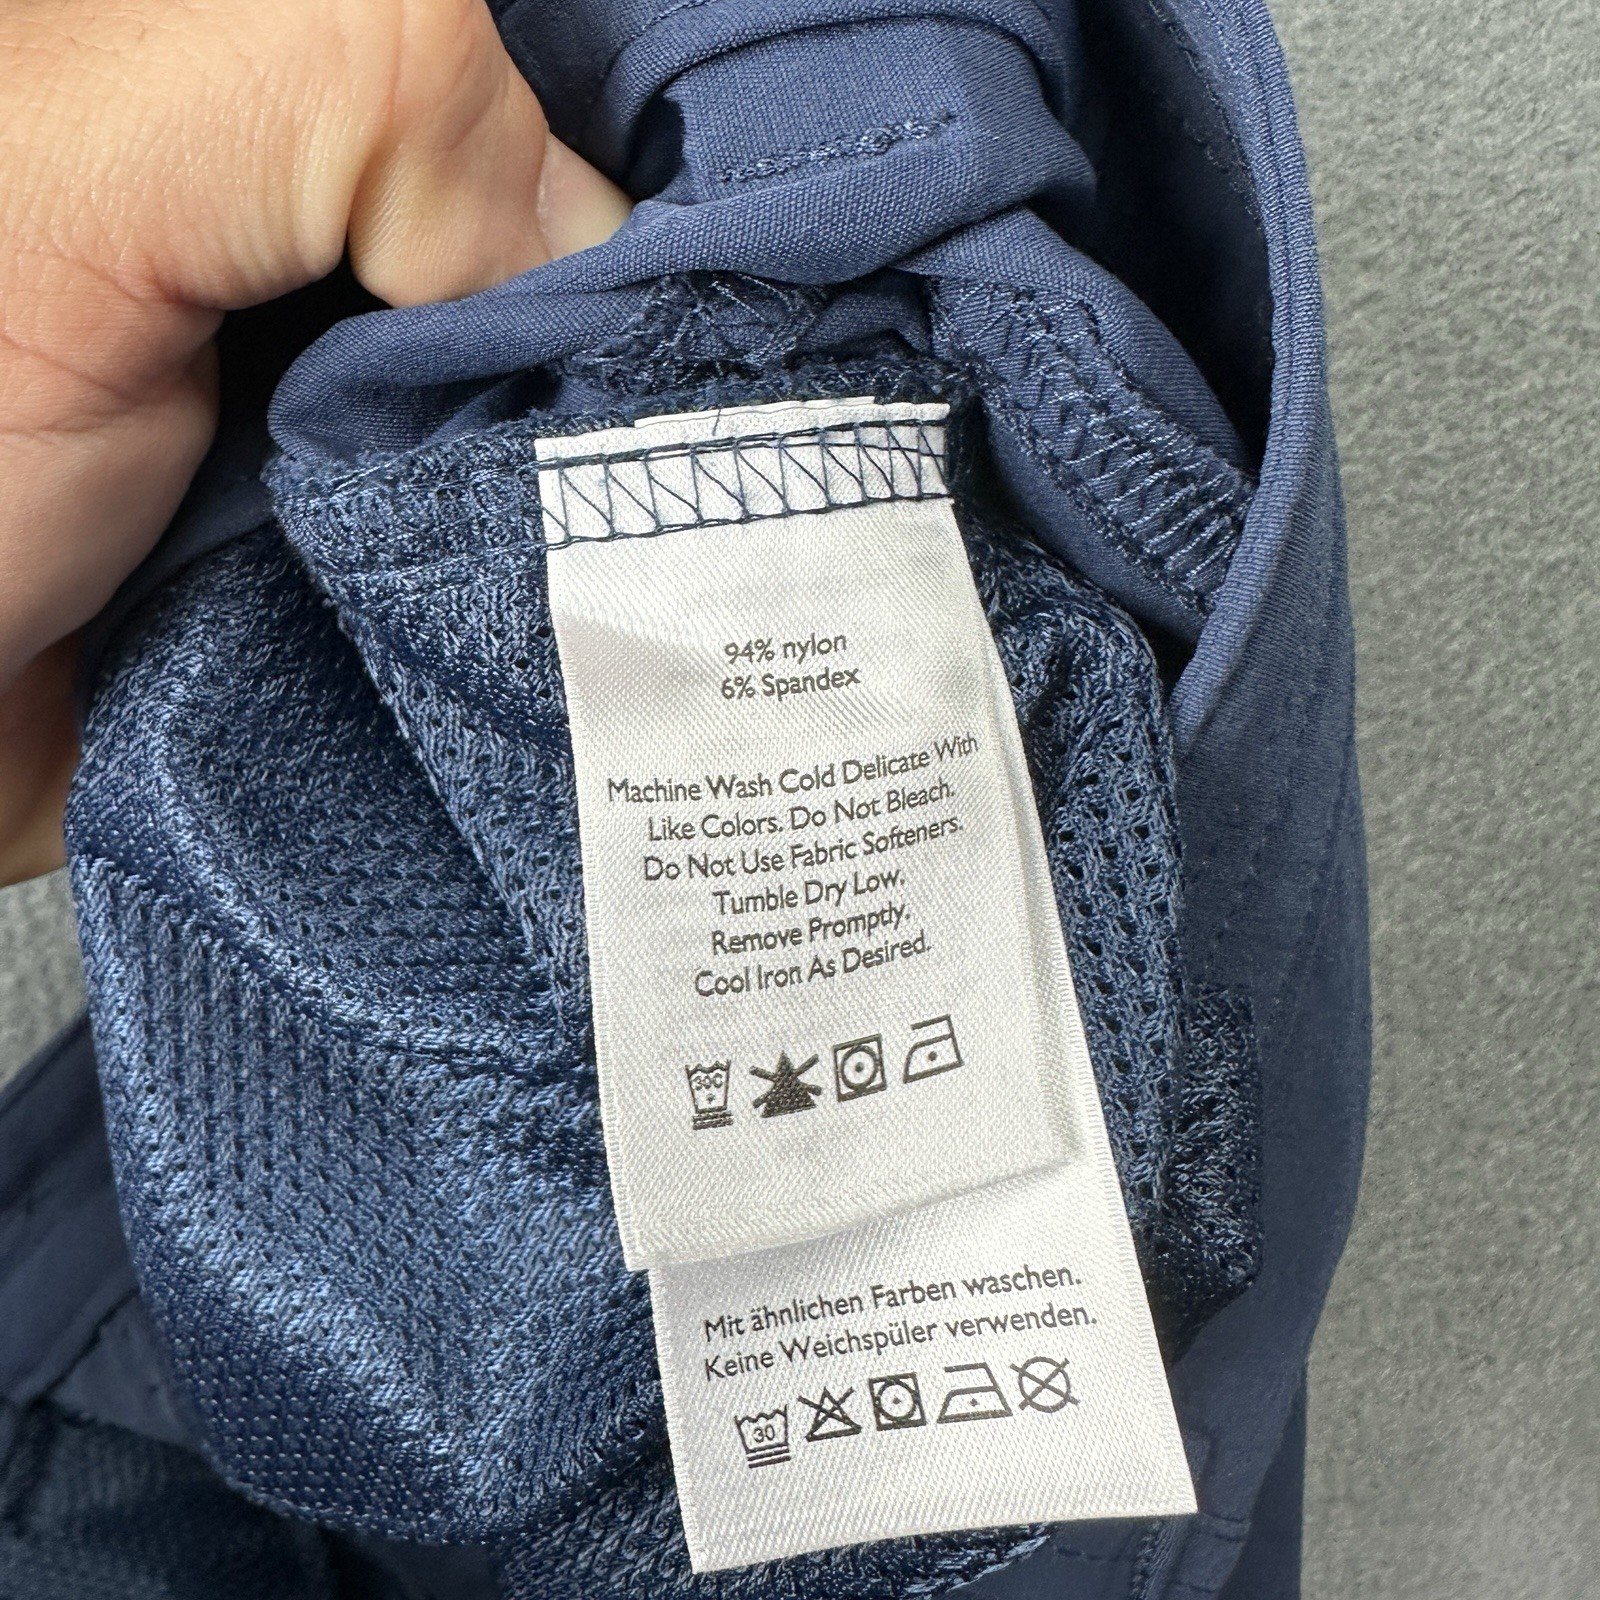 94% nylon
6% Spandex
Machine Wash Cold Delicate With
Like Colors. Do Not Bleach.
Do Not Use Fabric Softeners.
Tumble Dry Low.
Remove Promptly.
Cool Iron As Desired.
30C
Mit ähnlichen Farben waschen.
Keine Weichspüler verwenden.
30